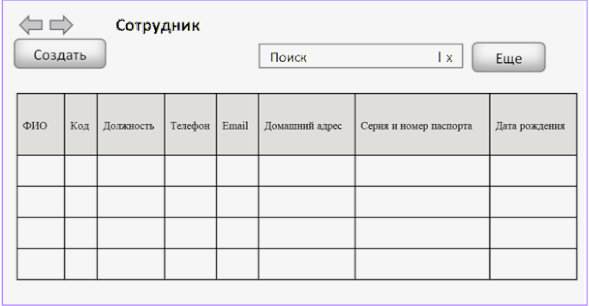 Сотрудник
Создать
Поиск | x
Еще
ФИО Код Должность Телефон Email Домашний адрес Серия и номер паспорта Дата рождения